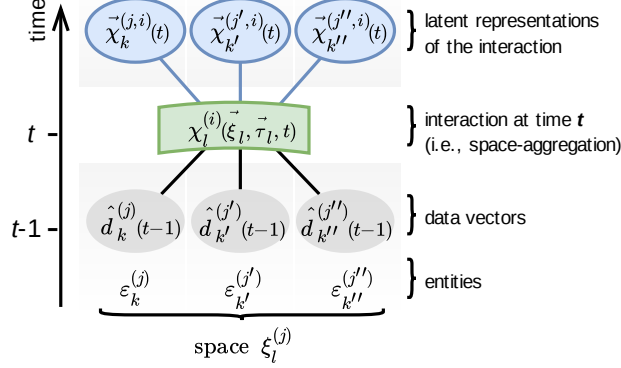 time
χ⃗_k^(j,i)(t) χ⃗_k′^(j′,i)(t) χ⃗_k″^(j″,i)(t)
latent representations
of the interaction
t
χ_l^(i)(ξ⃗_l, τ⃗_l, t)
interaction at time t
(i.e., space-aggregation)
t-1
d̂_k^(j)(t−1) d̂_k′^(j′)(t−1) d̂_k″^(j″)(t−1)
data vectors
ε_k^(j) ε_k′^(j′) ε_k″^(j″)
entities
space ξ_l^(j)